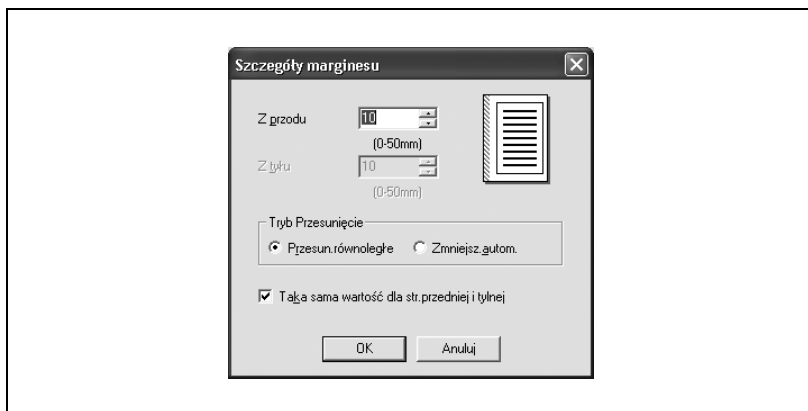 Szczegóły marginesu
Z przodu 10
(0-50mm)
Z tyłu 10
(0-50mm)
Tryb Przesunięcie
Przesun.równoległe Zmniejsz.autom.
Taka sama wartość dla str.przedniej i tylnej
OK Anuluj